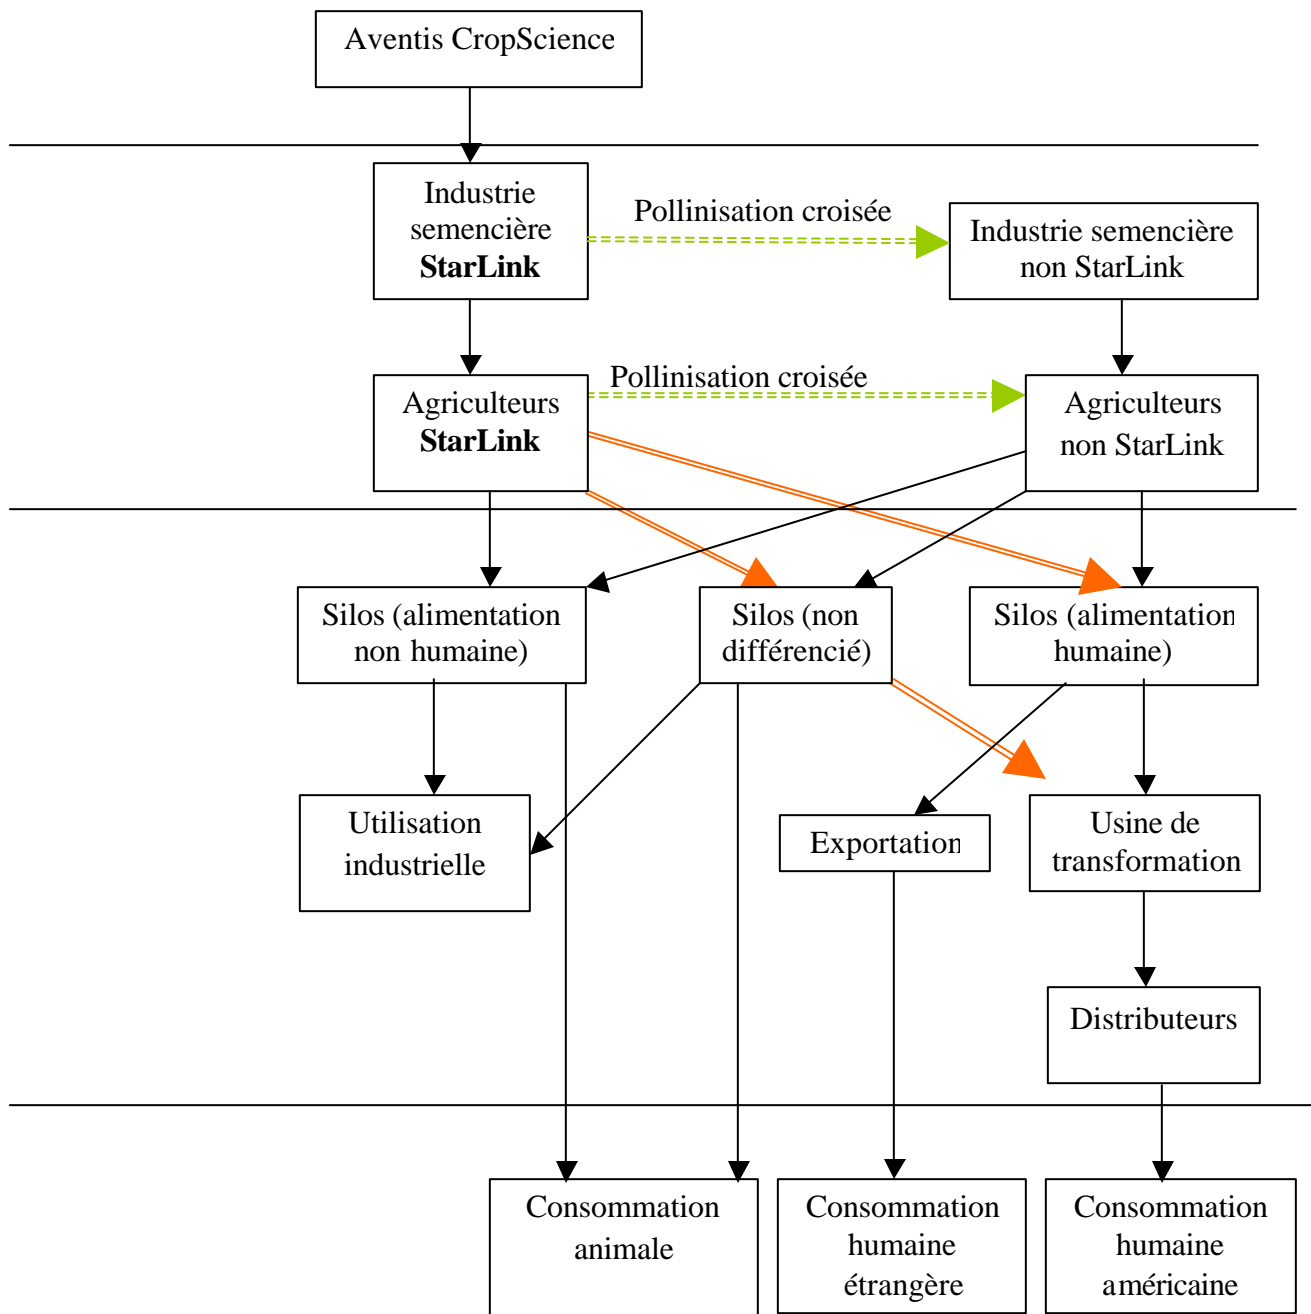 Aventis CropScience
Industrie
semencière
StarLink
Pollinisation croisée
Industrie semencière
non StarLink
Agriculteurs
StarLink
Pollinisation croisée
Agriculteurs
non StarLink
Silos (alimentation
non humaine)
Silos (non
différencié)
Silos (alimentation
humaine)
Utilisation
industrielle
Exportation
Usine de
transformation
Distributeurs
Consommation
animale
Consommation
humaine
étrangère
Consommation
humaine
américaine